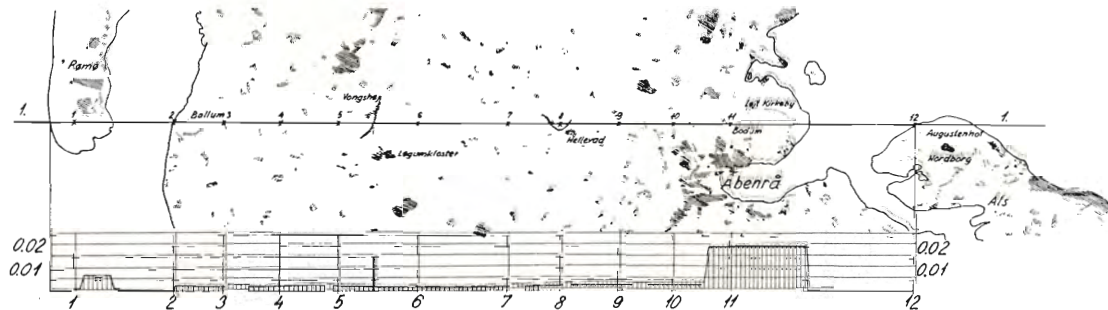 Rømø
Vongshøj
1. 1 2 Ballum 3 4 5 6 7 8 9 10 11 12 1.
Løjt Kirkeby
Bodum
Hellevad
Augustenhof
Løgumkloster
Nordborg
Åbenrå
Als
0.02 0.02
0.01 0.01
1 2 3 4 5 6 7 8 9 10 11 12